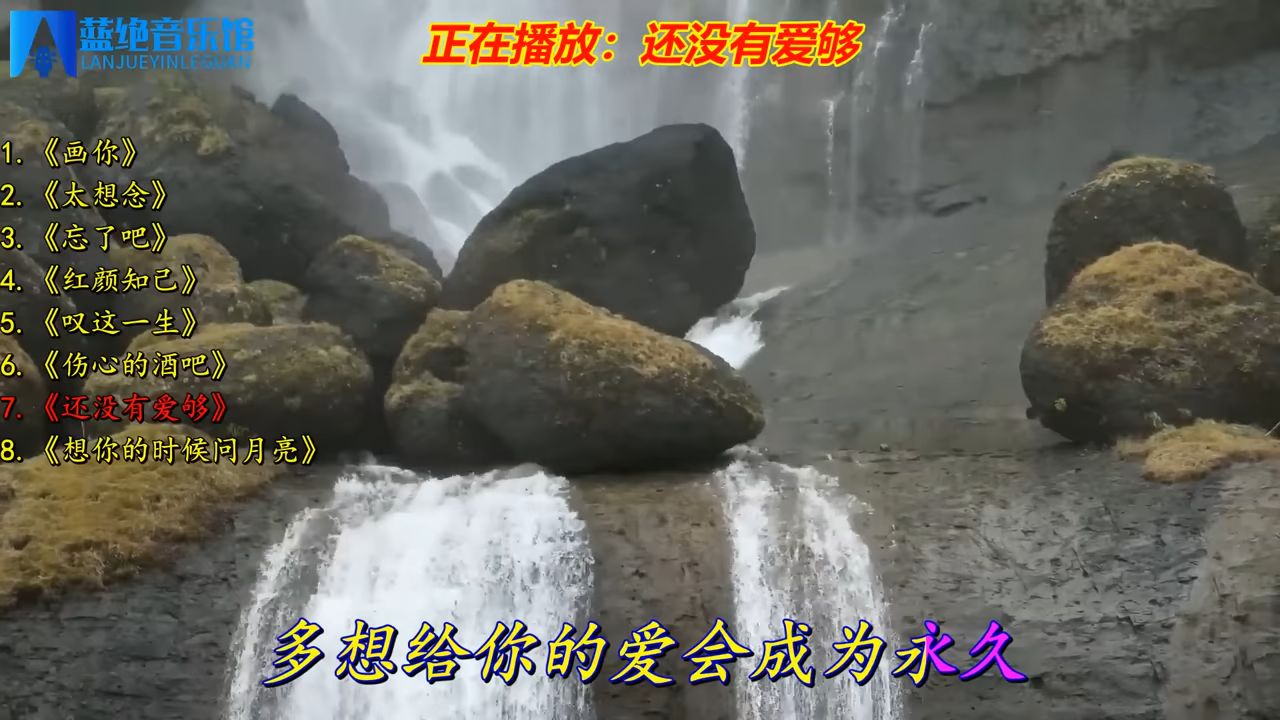 蓝绝音乐馆
LANJUEYINLEGUAN
正在播放：还没有爱够
1.《画你》
2.《太想念》
3.《忘了吧》
4.《红颜知己》
5.《叹这一生》
6.《伤心的酒吧》
7.《还没有爱够》
8.《想你的时候问月亮》
多想给你的爱会成为永久